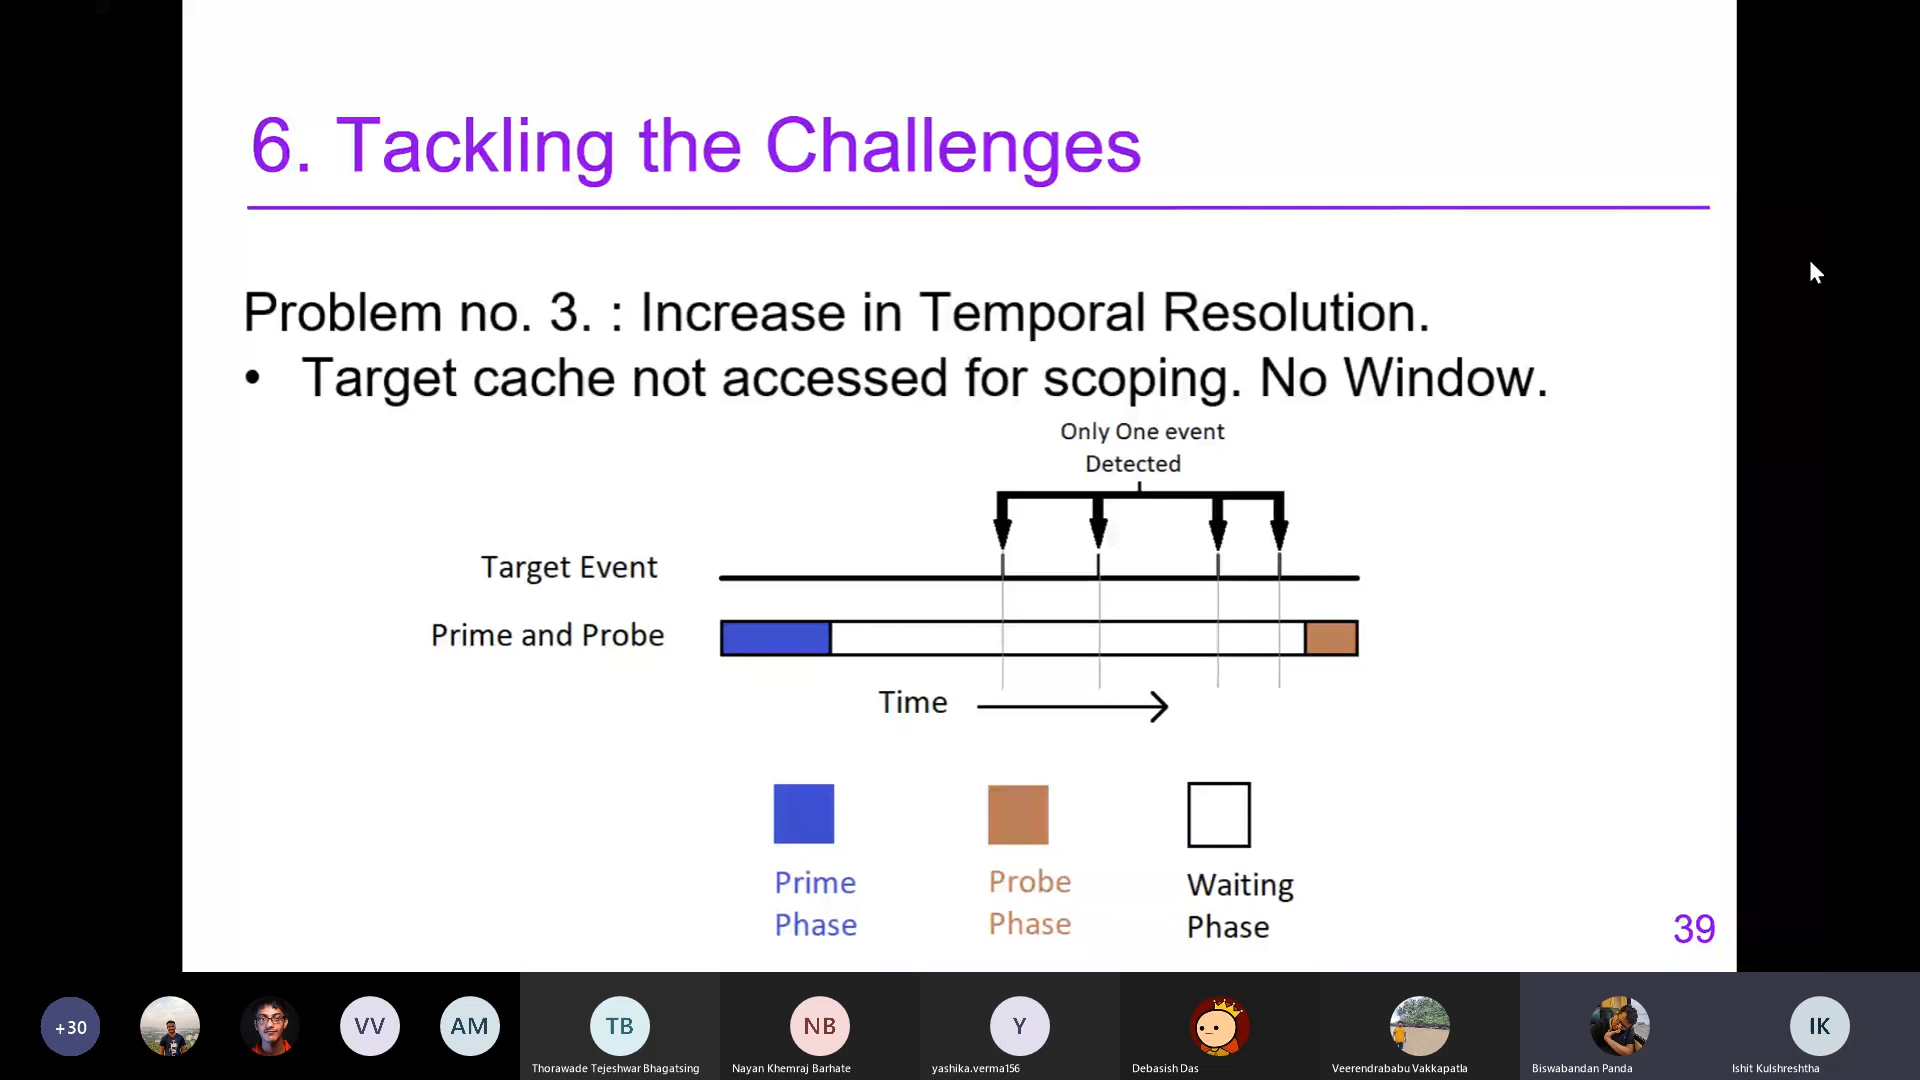 6. Tackling the Challenges
Problem no. 3. : Increase in Temporal Resolution.
• Target cache not accessed for scoping. No Window.
Only One event
Detected
Target Event
Prime and Probe
Time
Prime
Phase
Probe
Phase
Waiting
Phase
39
+30
VV
AM
TB
NB
Y
IK
Thorawade Tejeshwar Bhagatsing
Nayan Khemraj Barhate
yashika.verma156
Debasish Das
Veerendrababu Vakkapatla
Biswabandan Panda
Ishit Kulshreshtha